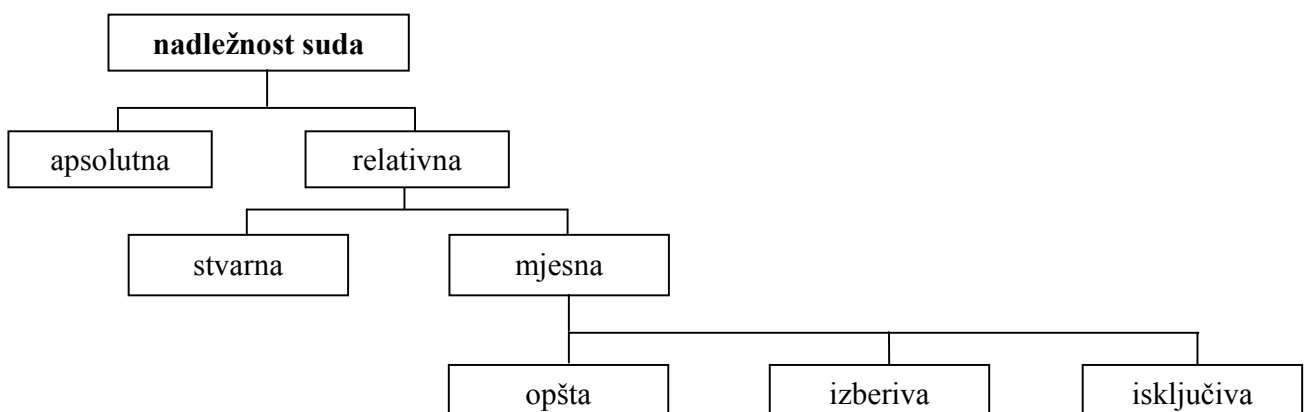 nadležnost suda
apsolutna
relativna
stvarna
mjesna
opšta
izberiva
isključiva